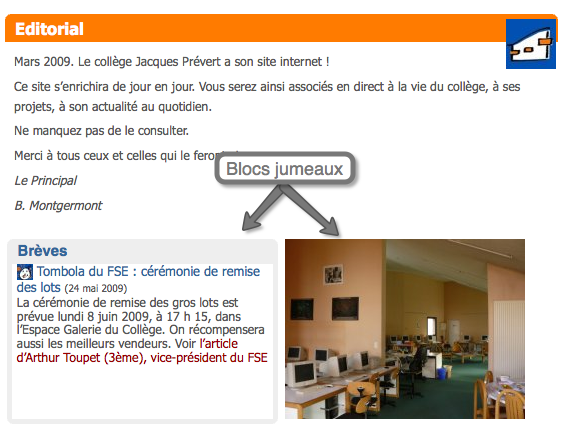 Editorial
Mars 2009. Le collège Jacques Prévert a son site internet !
Ce site s’enrichira de jour en jour. Vous serez ainsi associés en direct à la vie du collège, à ses
projets, à son actualité au quotidien.
Ne manquez pas de le consulter.
Merci à tous ceux et celles qui le
Blocs jumeaux
Le Principal
B. Montgermont
Brèves
Tombola du FSE : cérémonie de remise
des lots (24 mai 2009)
La cérémonie de remise des gros lots est
prévue lundi 8 juin 2009, à 17 h 15, dans
l’Espace Galerie du Collège. On récompensera
aussi les meilleurs vendeurs. Voir l’article
d’Arthur Toupet (3ème), vice-président du FSE